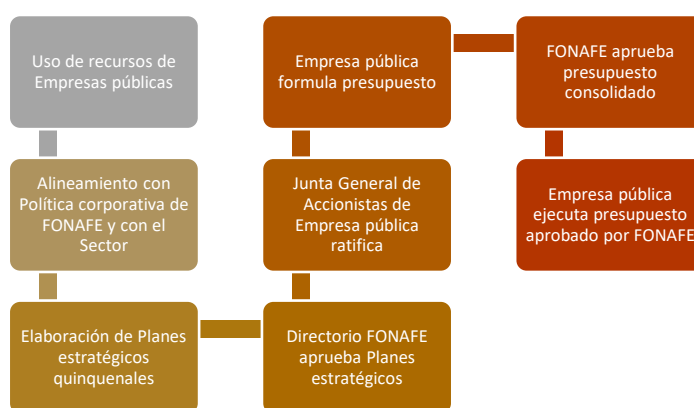 Uso de recursos de
Empresas públicas
Alineamiento con
Política corporativa de
FONAFE y con el
Sector
Elaboración de Planes
estratégicos
quinquenales
Directorio FONAFE
aprueba Planes
estratégicos
Junta General de
Accionistas de
Empresa pública
ratifica
Empresa pública
formula presupuesto
FONAFE aprueba
presupuesto
consolidado
Empresa pública
ejecuta presupuesto
aprobado por FONAFE